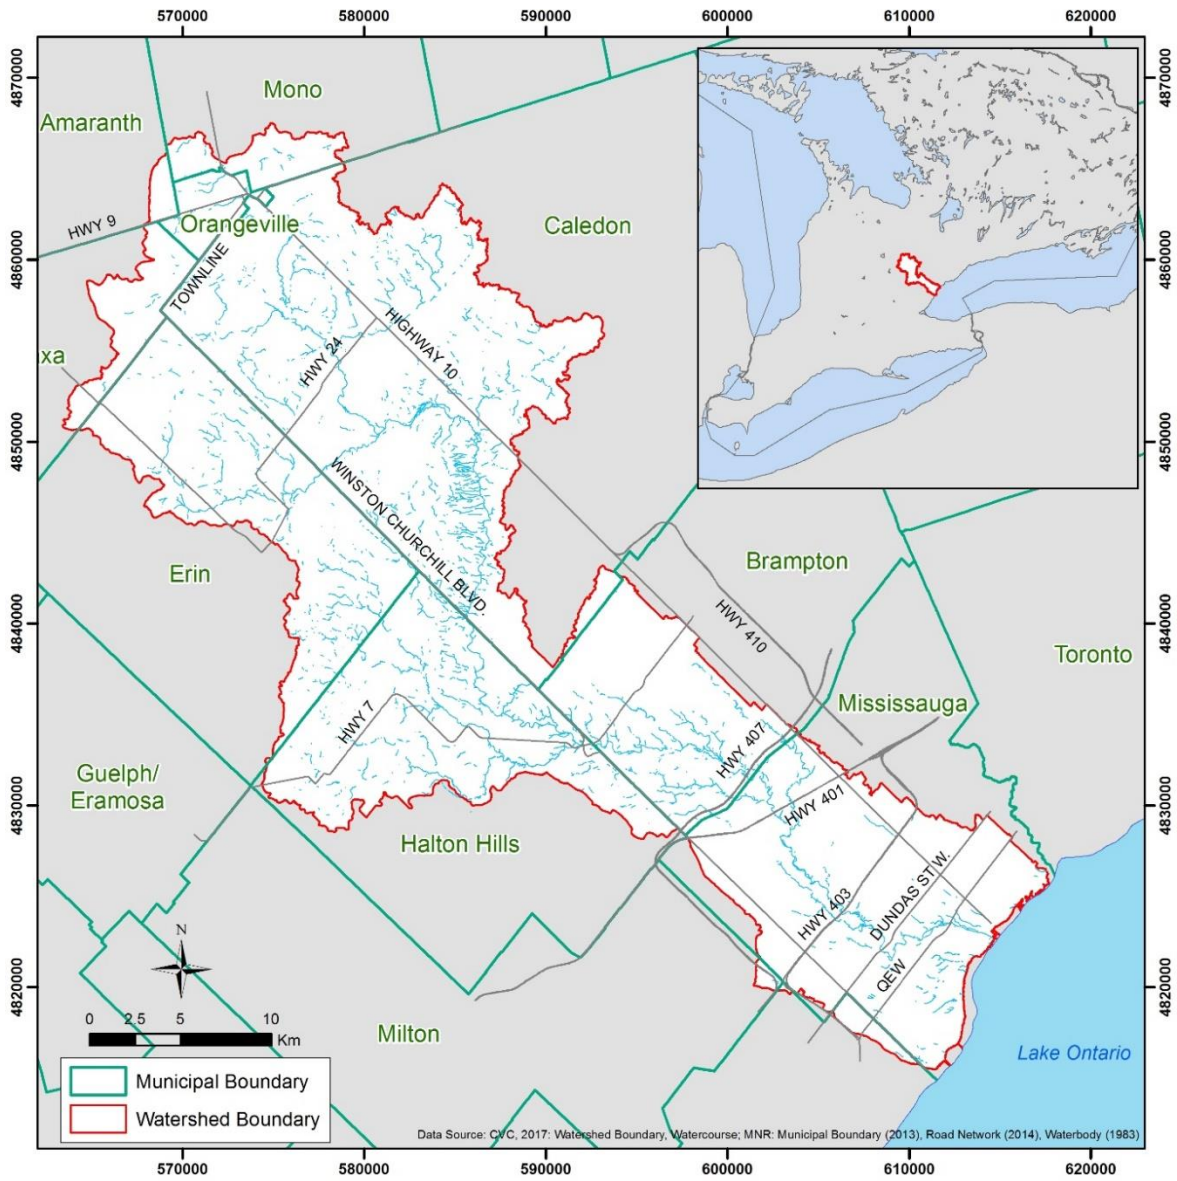 570000 580000 590000 600000 610000 620000
4870000
4860000
4850000
4840000
4830000
4820000
4870000
4860000
4850000
4840000
4830000
4820000
Mono
Amaranth
Orangeville
Caledon
HWY 9
TOWNLINE
HIGHWAY 10
HWY 24
xa
WINSTON CHURCHILL BLVD.
Erin
Brampton
HWY 410
Toronto
Mississauga
HWY 7
HWY 407
Guelph/
Eramosa
HWY 401
Halton Hills
DUNDAS ST W.
HWY 403
QEW
N
0 2.5 5 10
Km
Milton
Lake Ontario
Municipal Boundary
Watershed Boundary
Data Source: CVC, 2017: Watershed Boundary, Watercourse; MNR: Municipal Boundary (2013), Road Network (2014), Waterbody (1983)
570000 580000 590000 600000 610000 620000